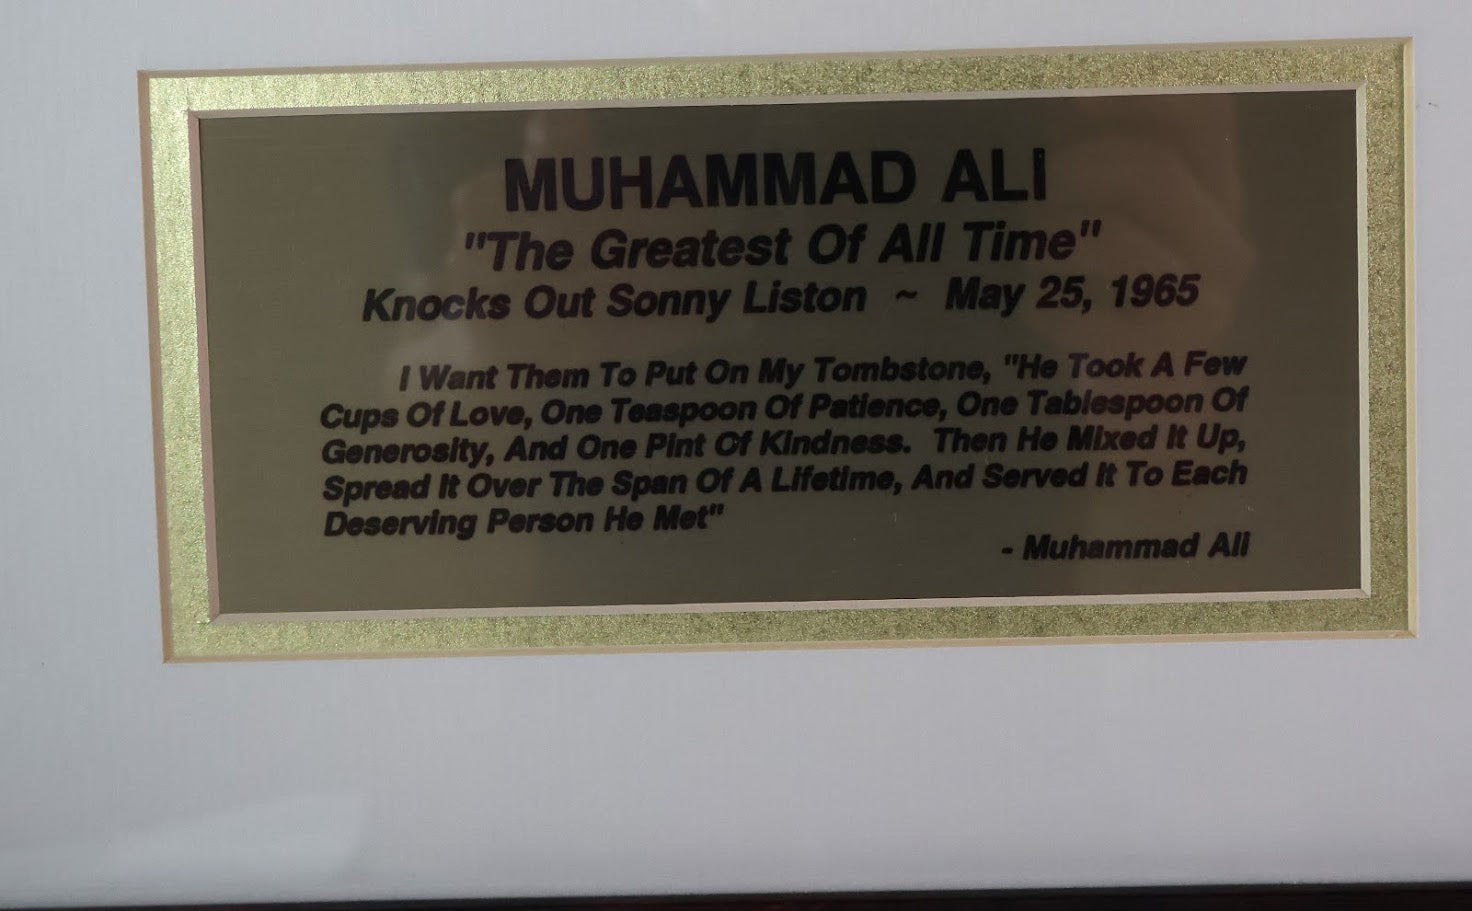 MUHAMMAD ALI
"The Greatest Of All Time"
Knocks Out Sonny Liston ~ May 25, 1965
I Want Them To Put On My Tombstone, "He Took A Few
Cups Of Love, One Teaspoon Of Patience, One Tablespoon Of
Generosity, And One Pint Of Kindness. Then He Mixed It Up,
Spread It Over The Span Of A Lifetime, And Served It To Each
Deserving Person He Met"
- Muhammad Ali